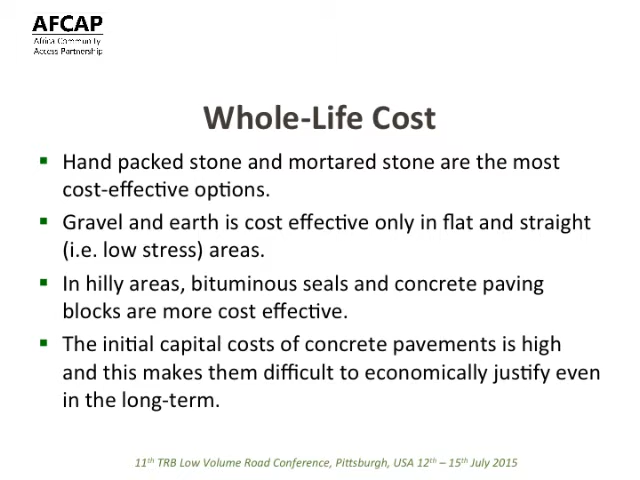 AFCAP
Africa Community
Access Partnership
Whole-Life Cost
▪ Hand packed stone and mortared stone are the most
cost-effective options.
▪ Gravel and earth is cost effective only in flat and straight
(i.e. low stress) areas.
▪ In hilly areas, bituminous seals and concrete paving
blocks are more cost effective.
▪ The initial capital costs of concrete pavements is high
and this makes them difficult to economically justify even
in the long-term.
11th TRB Low Volume Road Conference, Pittsburgh, USA 12th – 15th July 2015